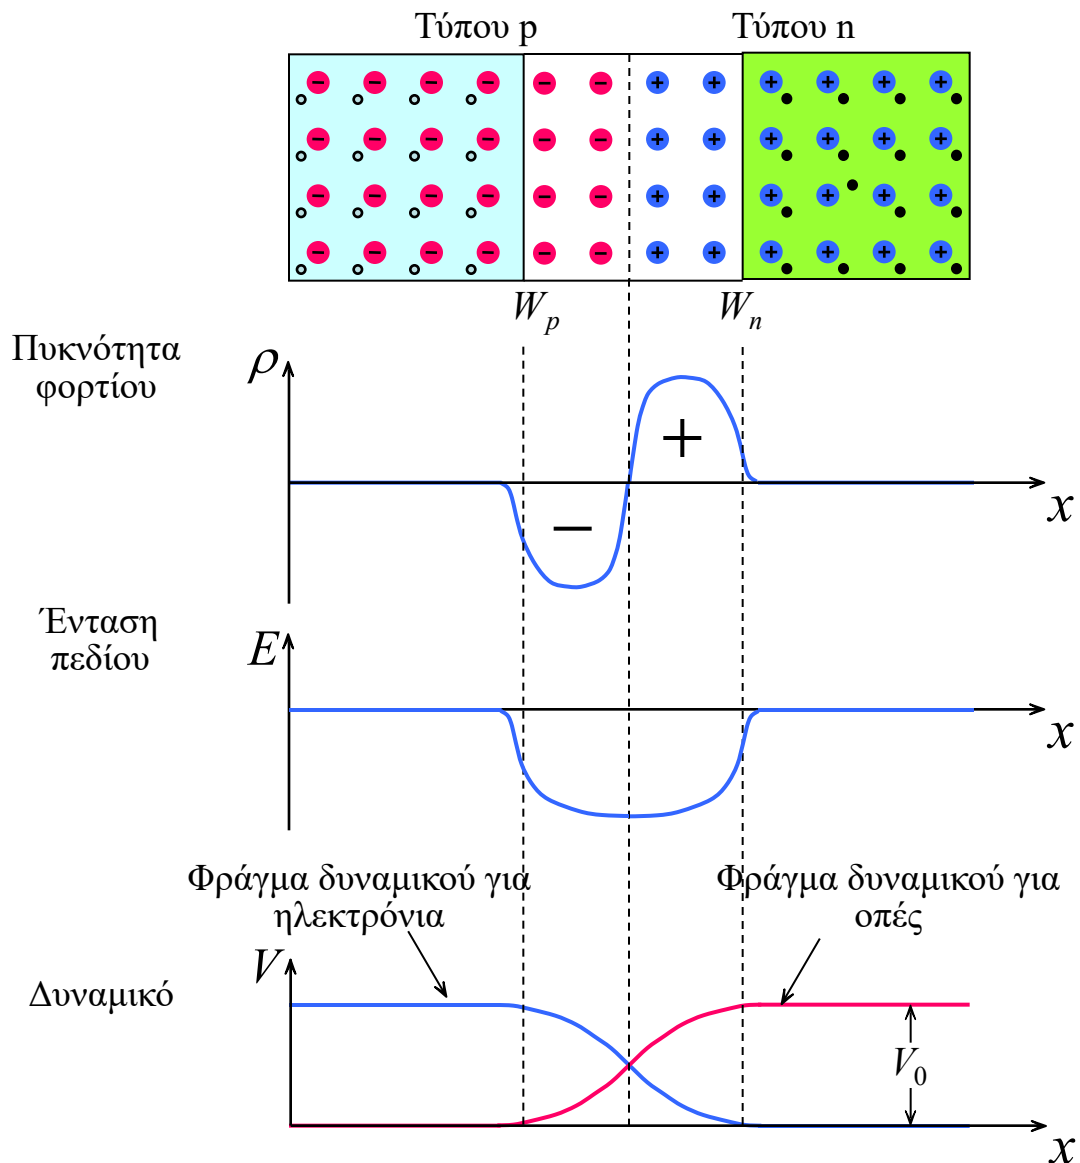 Τύπου p
Τύπου n
W_p
W_n
Πυκνότητα
φορτίου
ρ
+
−
x
Ένταση
πεδίου
E
x
Φράγμα δυναμικού για
ηλεκτρόνια
Φράγμα δυναμικού για
οπές
Δυναμικό
V
V_0
x